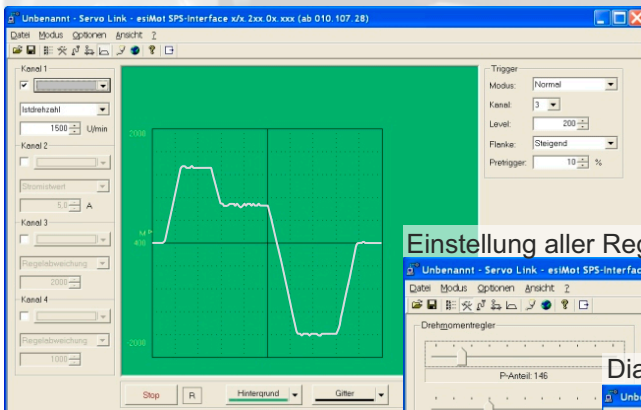 Unbenannt - Servo Link - esiMot SPS-Interface x/x. 2xx.0x.xxx (ab 010.107.28)
Datei Modus Optionen Ansicht ?
Kanal 1
Istdrehzahl
1500 U/min
Kanal 2
Stromistwert
5.0 A
Kanal 3
Regelabweichung
2000
Kanal 4
Regelabweichung
1000
2000
M P
400
-2000
Stop R Hintergrund Gitter
Trigger
Modus: Normal
Kanal: 3
Level: 200
Flanke: Steigend
Pretrigger: 10 %
Einstellung aller Reg
Unbenannt - Servo Link - esiMot SPS-Interfac
Datei Modus Optionen Ansicht ?
Drehmomentregler
P-Anteil: 146
Dia
Unb